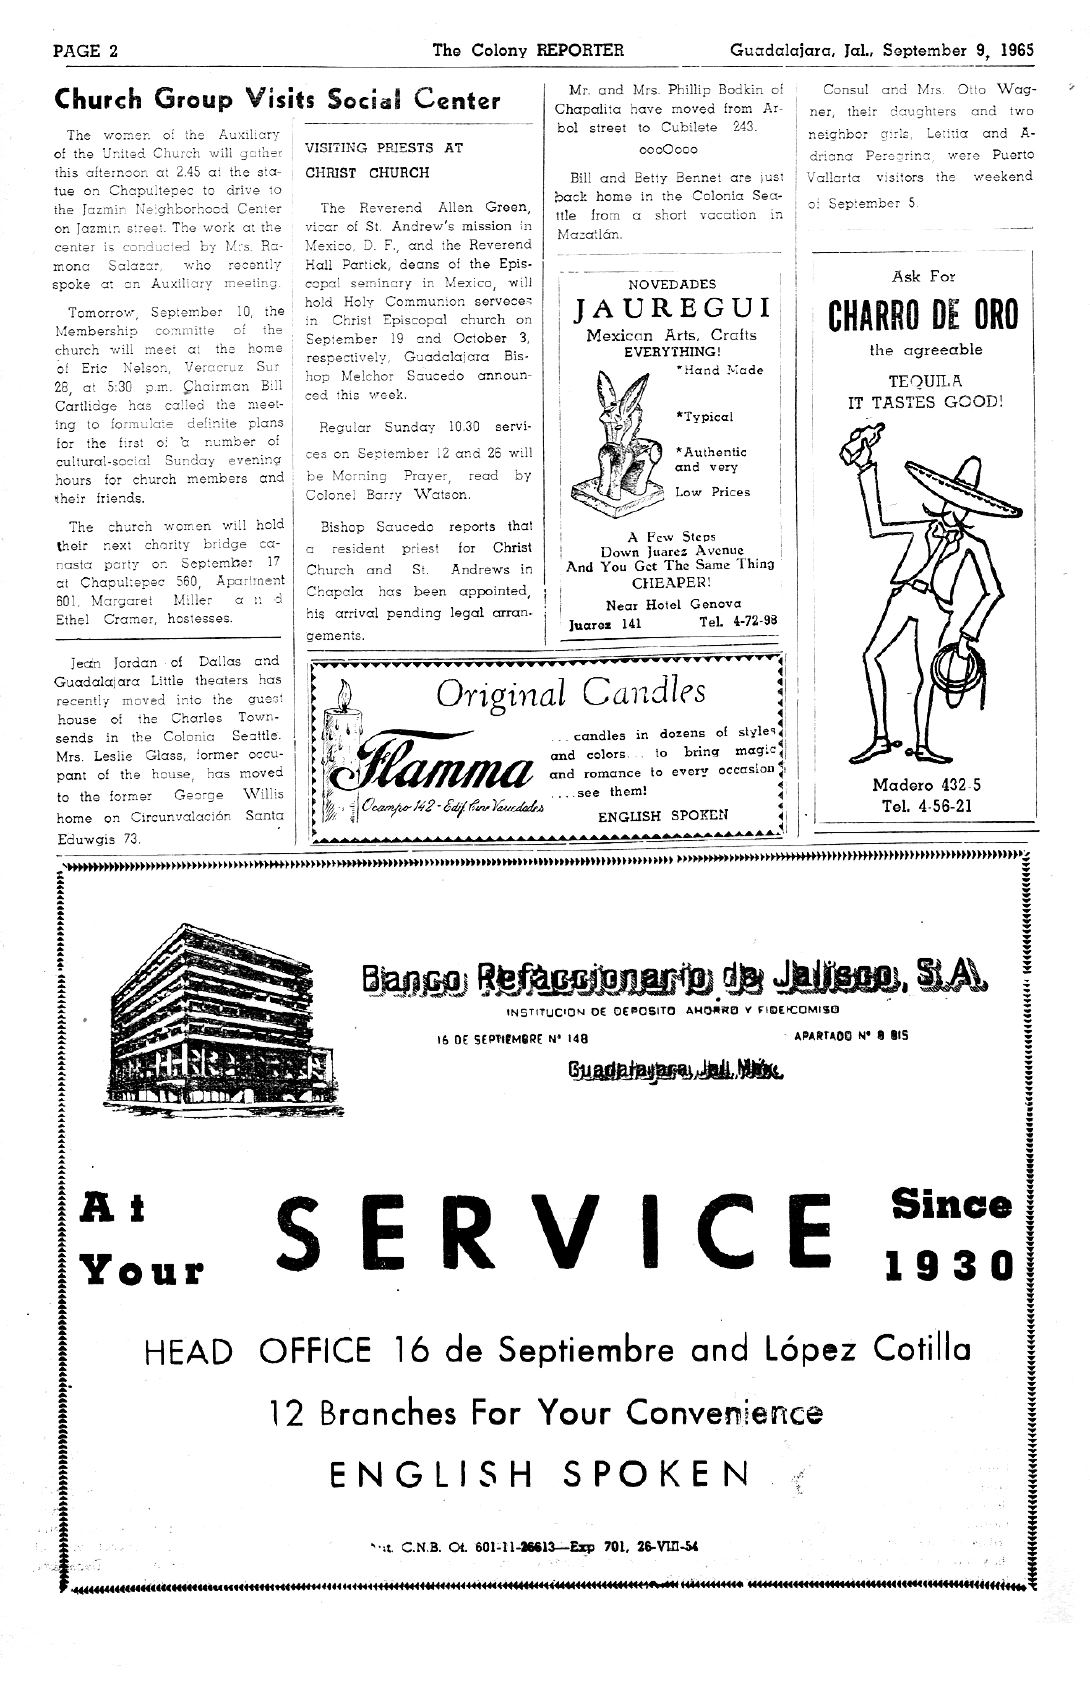 PAGE 2
The Colony REPORTER
Guadalajara, Jal., September 9, 1965
Church Group Visits Social Center
The women of the Auxiliary
of the United Church will gather
this afternoon at 2.45 at the sta-
tue on Chapultepec to drive to
the Jazmin Neighborhood Center
on Jazmin street. The work at the
center is conducted by Mrs. Ra-
mona Salazar, who recently
spoke at an Auxiliary meeting.
Tomorrow, September 10, the
Membership committe of the
church will meet at the home
of Eric Nelson, Veracruz Sur
28, at 5:30 p.m. Chairman Bill
Cartlidge has called the meet-
ing to formulate definite plans
for the first of a number of
cultural-social Sunday evening
hours for church members and
their friends.
The church women will hold
their next charity bridge ca-
nasta party on September 17
at Chapultepec 560, Apartment
601. Margaret Miller and
Ethel Cramer, hostesses.
Jean Jordan of Dallas and
Guadalajara Little theaters has
recently moved into the guest
house of the Charles Town-
sends in the Colonia Seattle.
Mrs. Leslie Glass, former occu-
pant of the house, has moved
to the former George Willis
home on Circunvalación Santa
Eduwgis 73.
VISITING PRIESTS AT
CHRIST CHURCH
The Reverend Allen Green,
vicar of St. Andrew's mission in
Mexico, D. F., and the Reverend
Hall Partick, deans of the Epis-
copal seminary in Mexico, will
hold Holy Communion serveces
in Christ Episcopal church on
September 19 and October 3,
respectively, Guadalajara Bis-
hop Melchor Saucedo announ-
ced this week.
Regular Sunday 10.30 servi-
ces on September 12 and 26 will
be Morning Prayer, read by
Colonel Barry Watson.
Bishop Saucedo reports that
a resident priest for Christ
Church and St. Andrews in
Chapala has been appointed,
his arrival pending legal arran-
gements.
Mr. and Mrs. Phillip Bodkin of
Chapalita have moved from Ar-
bol street to Cubilete 243.
oooOooo
Bill and Betty Bennet are just
back home in the Colonia Sea-
ttle from a short vacation in
Mazatlán.
Consul and Mrs. Otto Wag-
ner, their daughters and two
neighbor girls, Letitia and A-
driana Peregrina, were Puerto
Vallarta visitors the weekend
of September 5.
NOVEDADES
JAUREGUI
Mexican Arts, Crafts
EVERYTHING!
*Hand Made
*Typical
*Authentic
and very
Low Prices
A Few Steps
Down Juarez Avenue
And You Get The Same Thing
CHEAPER!
Near Hotel Genova
Juarez 141 Tel. 4-72-98
Ask For
CHARRO DE ORO
the agreeable
TEQUILA
IT TASTES GOOD!
Madero 432-5
Tel. 4-56-21
Original Candles
Flamma
Ocampo 142 - Edif Cine Variedades
... candles in dozens of styles
and colors... to bring magic
and romance to every occasion
....see them!
ENGLISH SPOKEN
Banco Refaccionario de Jalisco, S.A.
INSTITUCION DE DEPOSITO AHORRO Y FIDEICOMISO
16 DE SEPTIEMBRE Nº 148 APARTADO Nº 8 BIS
Guadalajara, Jal. Mex.
At Your SERVICE Since 1930
HEAD OFFICE 16 de Septiembre and López Cotilla
12 Branches For Your Convenience
ENGLISH SPOKEN
C.N.B. Of. 601-11-26613—Exp 701, 26-VIII-54